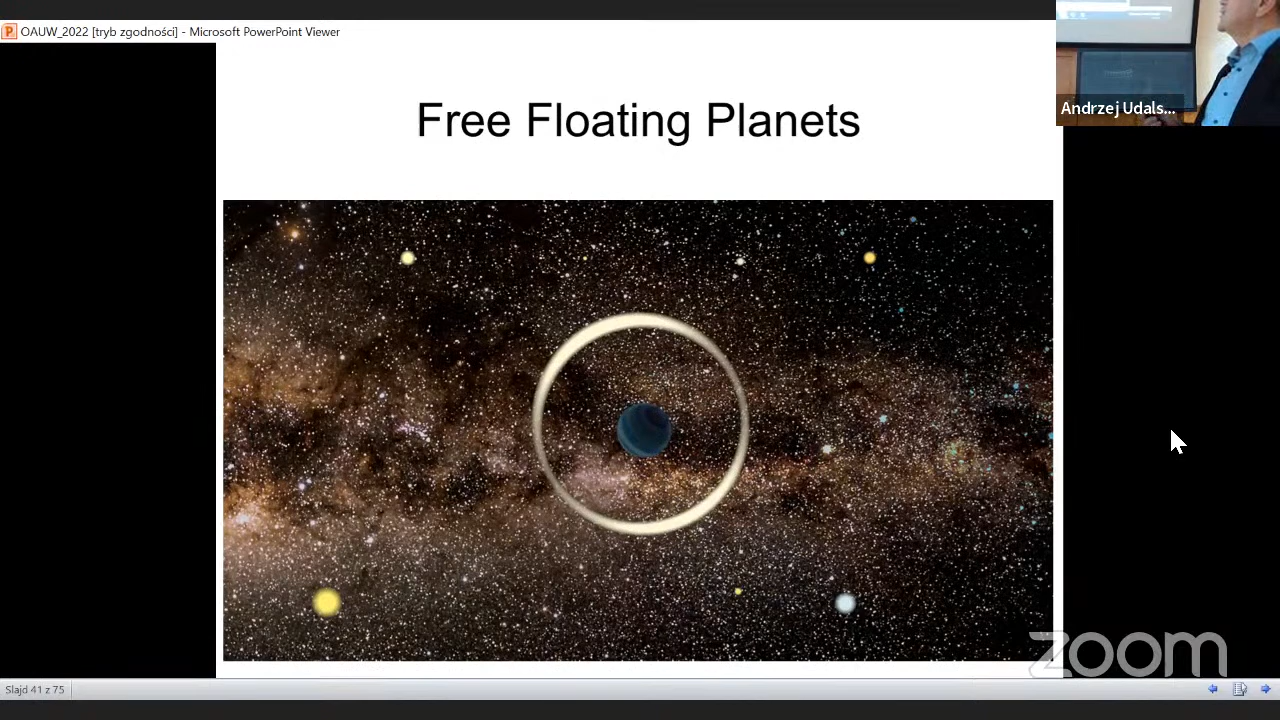 OAUW_2022 [tryb zgodności] - Microsoft PowerPoint Viewer
Andrzej Udals...
Free Floating Planets
zoom
Slajd 41 z 75